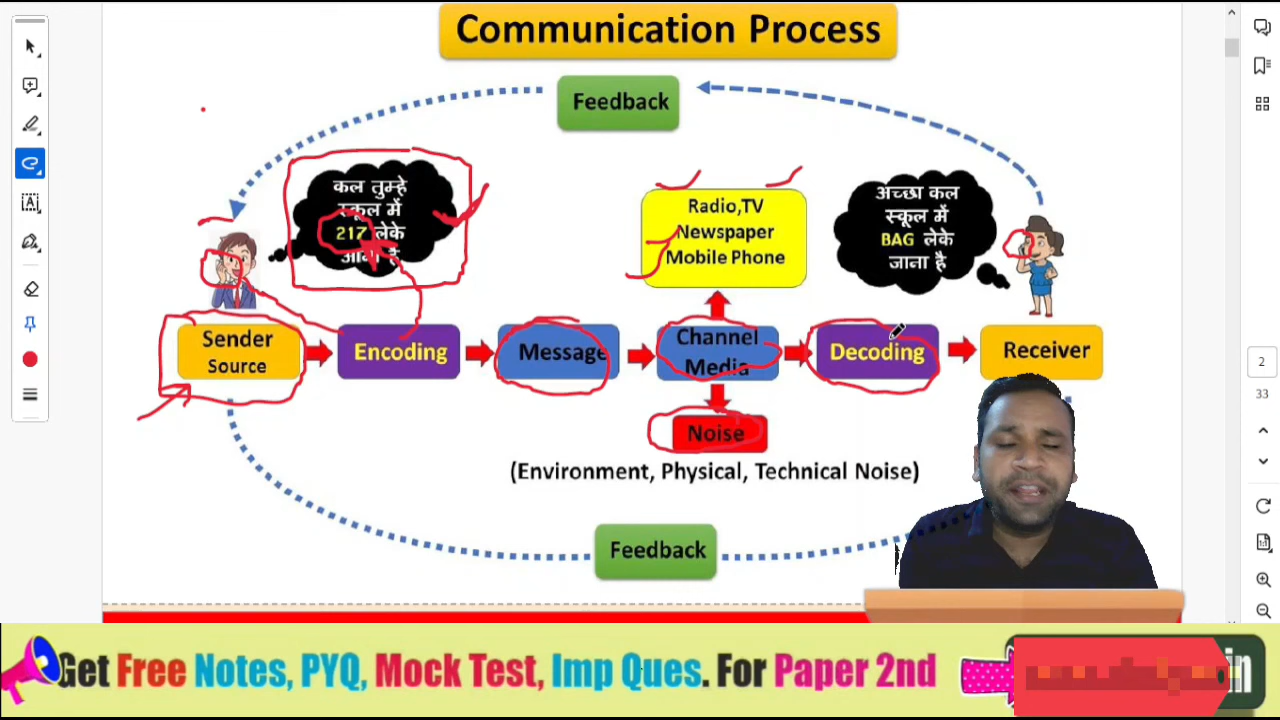 Communication Process
Feedback
कल तुम्हे
स्कूल में
217 लेके
आना है
Radio,TV
Newspaper
Mobile Phone
अच्छा कल
स्कूल में
BAG लेके
जाना है
Sender
Source
Encoding
Message
Channel
Media
Decoding
Receiver
Noise
(Environment, Physical, Technical Noise)
Feedback
2
33
Get Free Notes, PYQ, Mock Test, Imp Ques. For Paper 2nd
in